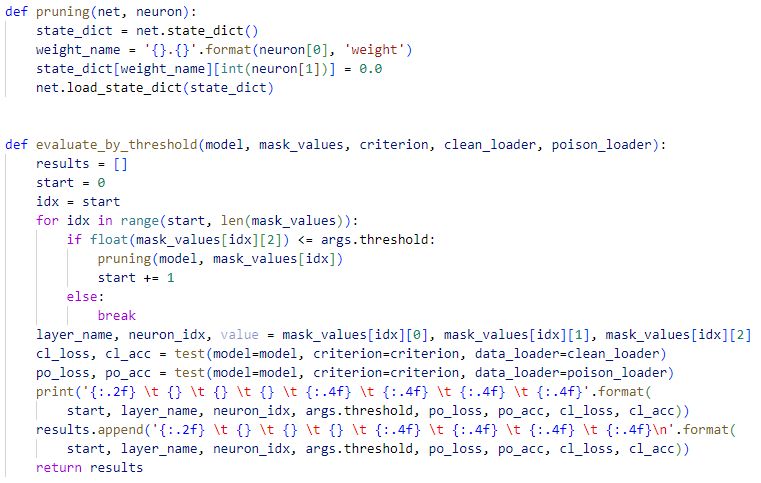 def pruning(net, neuron):
    state_dict = net.state_dict()
    weight_name = '{}.{}'.format(neuron[0], 'weight')
    state_dict[weight_name][int(neuron[1])] = 0.0
    net.load_state_dict(state_dict)

def evaluate_by_threshold(model, mask_values, criterion, clean_loader, poison_loader):
    results = []
    start = 0
    idx = start
    for idx in range(start, len(mask_values)):
        if float(mask_values[idx][2]) <= args.threshold:
            pruning(model, mask_values[idx])
            start += 1
        else:
            break
    layer_name, neuron_idx, value = mask_values[idx][0], mask_values[idx][1], mask_values[idx][2]
    cl_loss, cl_acc = test(model=model, criterion=criterion, data_loader=clean_loader)
    po_loss, po_acc = test(model=model, criterion=criterion, data_loader=poison_loader)
    print('{:.2f} \t {} \t {} \t {} \t {:.4f} \t {:.4f} \t {:.4f} \t {:.4f}'.format(
        start, layer_name, neuron_idx, args.threshold, po_loss, po_acc, cl_loss, cl_acc))
    results.append('{:.2f} \t {} \t {} \t {} \t {:.4f} \t {:.4f} \t {:.4f} \t {:.4f}\n'.format(
        start, layer_name, neuron_idx, args.threshold, po_loss, po_acc, cl_loss, cl_acc))
    return results